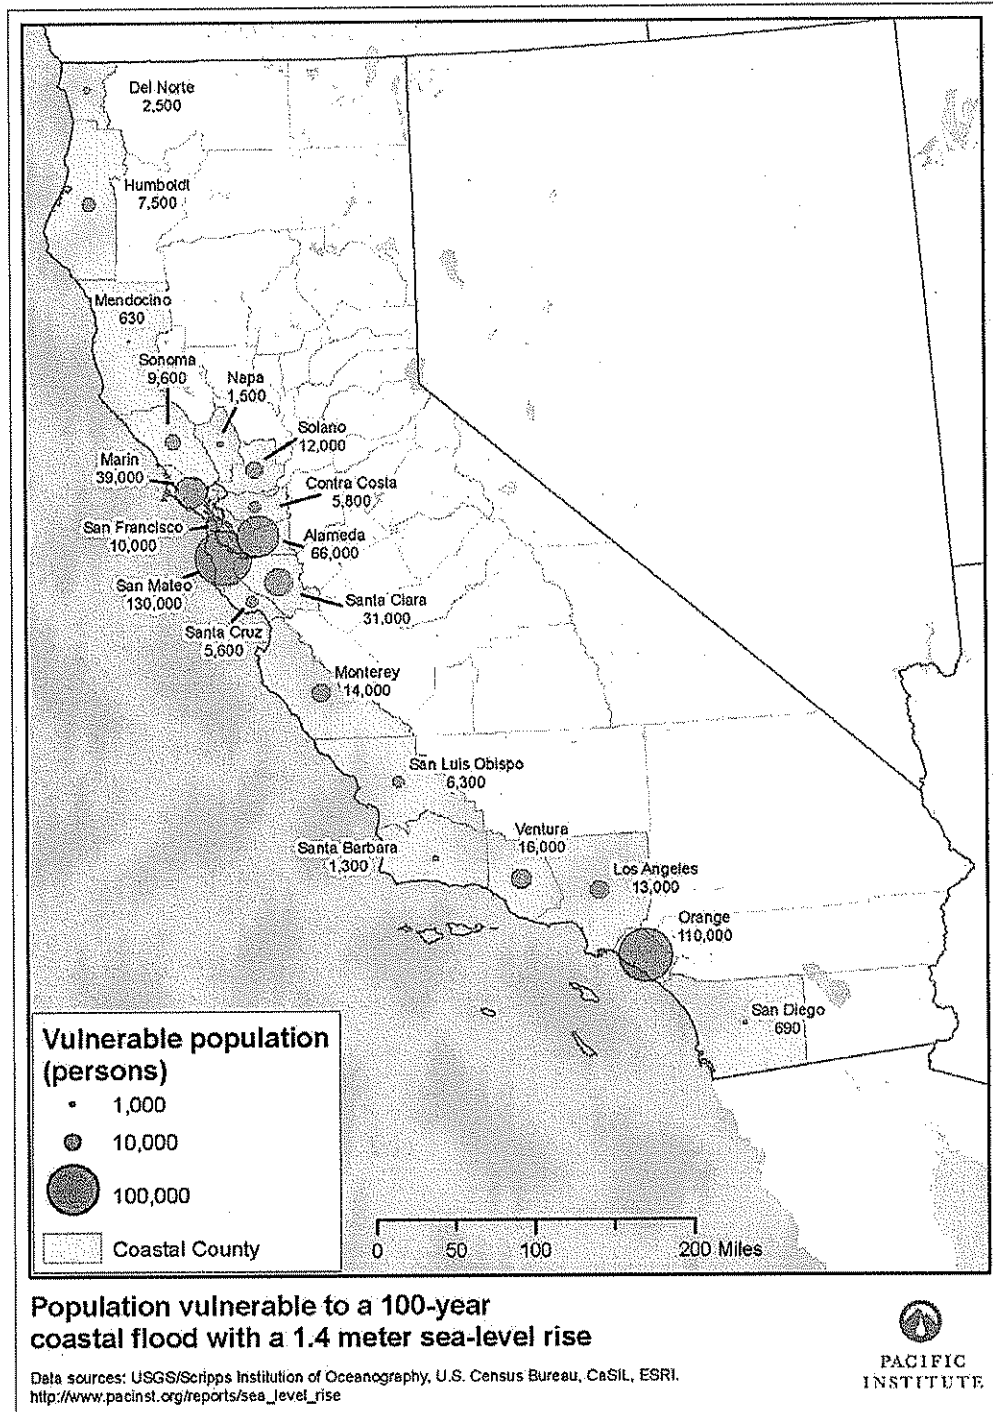 Del Norte
2,500
Humboldt
7,500
Mendocino
630
Sonoma
9,600
Napa
1,500
Solano
12,000
Marin
39,000
Contra Costa
5,800
San Francisco
10,000
Alameda
66,000
San Mateo
130,000
Santa Clara
31,000
Santa Cruz
5,600
Monterey
14,000
San Luis Obispo
6,300
Santa Barbara
1,300
Ventura
16,000
Los Angeles
13,000
Orange
110,000
San Diego
690
Vulnerable population
(persons)
1,000
10,000
100,000
Coastal County
0 50 100 200 Miles
Population vulnerable to a 100-year
coastal flood with a 1.4 meter sea-level rise
Data sources: USGS/Scripps Institution of Oceanography, U.S. Census Bureau, CaSIL, ESRI.
http://www.pacinst.org/reports/sea_level_rise
PACIFIC
INSTITUTE